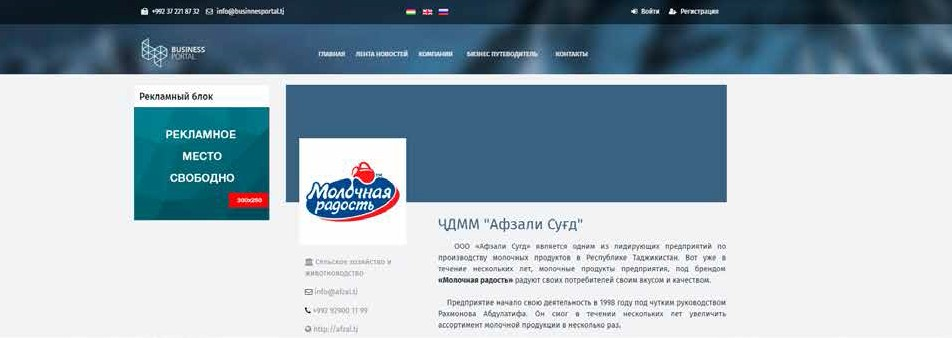 +992 37 221 87 32
info@businnesportal.tj
Войти
Регистрация
BUSINESS
PORTAL
ГЛАВНАЯ
ЛЕНТА НОВОСТЕЙ
КОМПАНИИ
БИЗНЕС ПУТЕВОДИТЕЛЬ
КОНТАКТЫ
Рекламный блок
РЕКЛАМНОЕ
МЕСТО
СВОБОДНО
300x250
Молочная
радость
ТМ
ҶДММ "Афзали Суғд"
ООО «Афзали Сугд» является одним из лидирующих предприятий по
производству молочных продуктов в Республике Таджикистан. Вот уже в
течение нескольких лет, молочные продукты предприятия, под брендом
«Молочная радость» радуют своих потребителей своим вкусом и качеством.
Предприятие начало свою деятельность в 1998 году под чутким руководством
Рахмонова Абдулатифа. Он смог в течении нескольких лет увеличить
ассортимент молочной продукции в несколько раз.
Сельское хозяйство и
животноводство
info@afzal.tj
+992 92900 11 99
http://afzal.tj